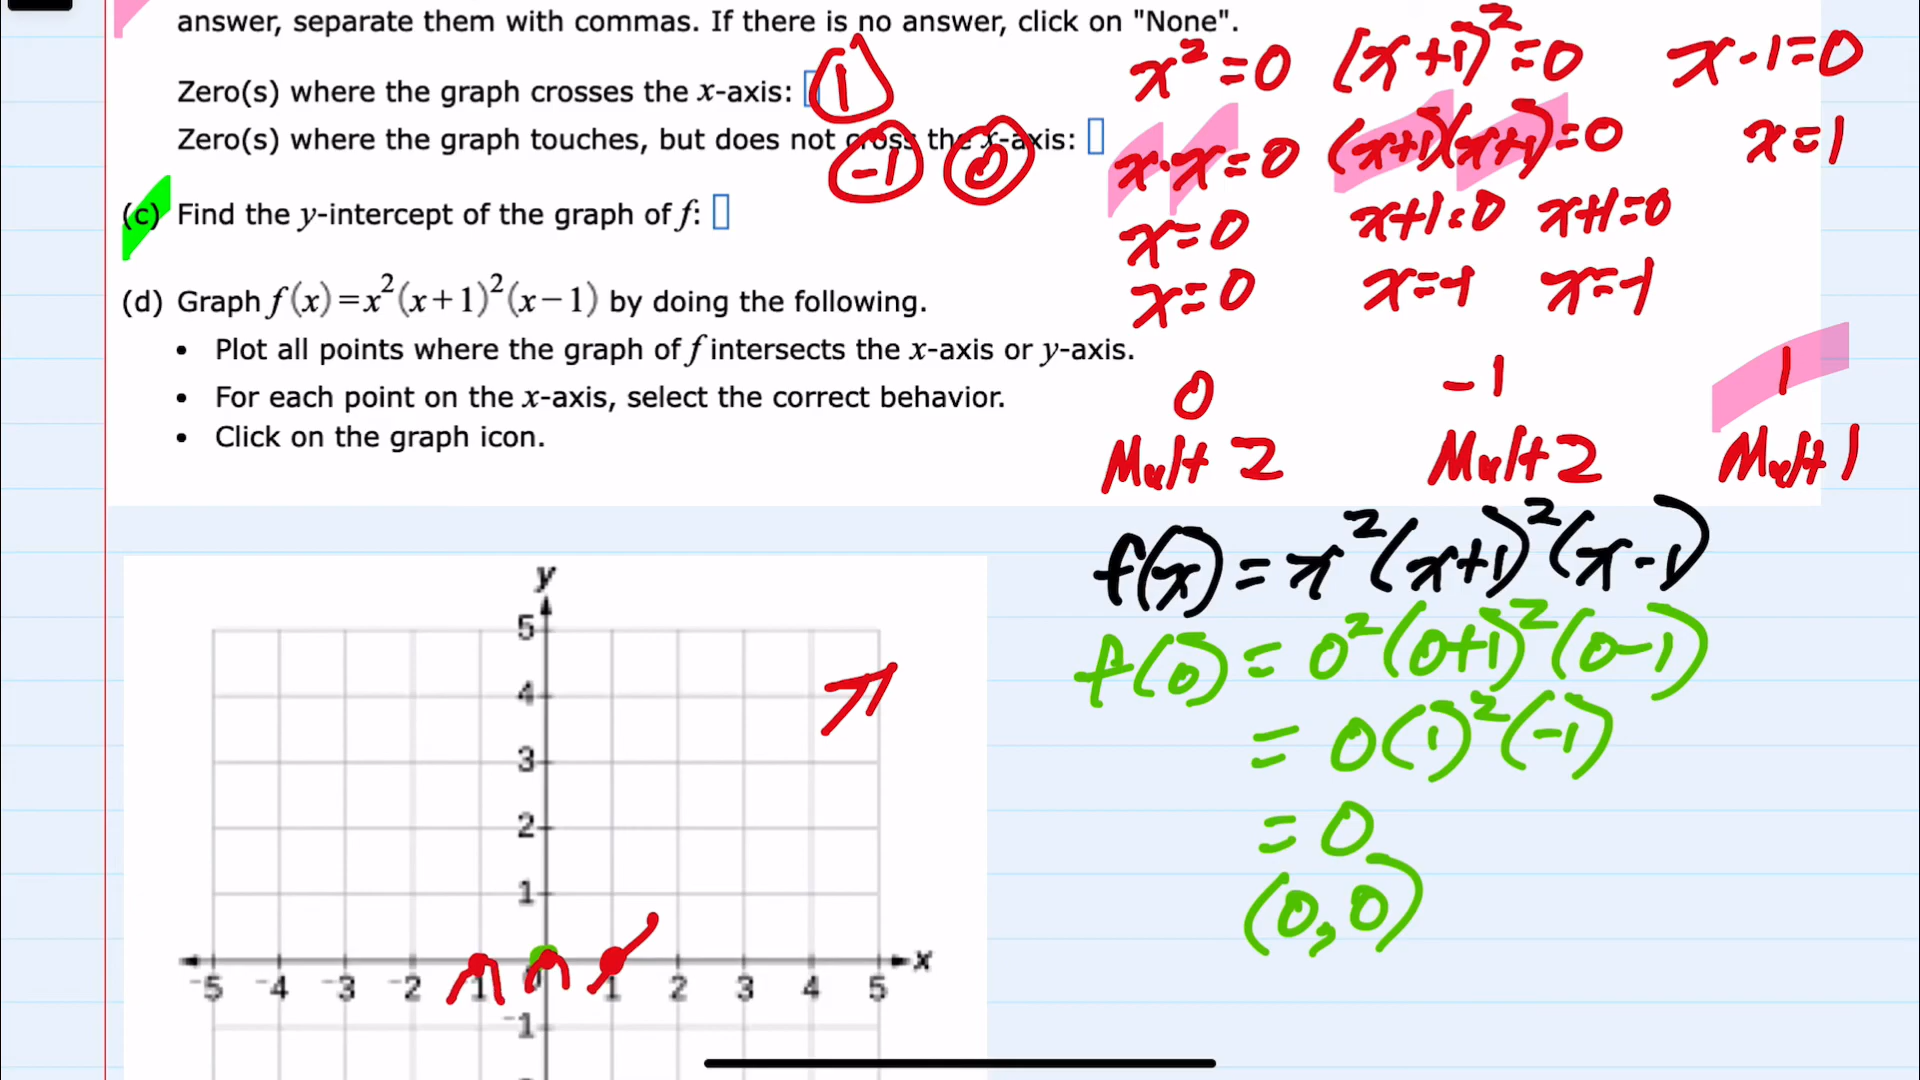 answer, separate them with commas. If there is no answer, click on "None".
Zero(s) where the graph crosses the x-axis: 1
Zero(s) where the graph touches, but does not cross the x-axis:
-1 0
(c) Find the y-intercept of the graph of f:
(d) Graph f(x)=x²(x+1)²(x−1) by doing the following.
• Plot all points where the graph of f intersects the x-axis or y-axis.
• For each point on the x-axis, select the correct behavior.
• Click on the graph icon.
x²=0 (x+1)²=0 x-1=0
x·x=0 (x+1)(x+1)=0 x=1
x=0 x+1=0 x+1=0
x=0 x=-1 x=-1
0 -1 1
Mult 2 Mult 2 Mult 1
f(x)=x²(x+1)²(x-1)
f(0)=0²(0+1)²(0-1)
=0(1)²(-1)
=0
(0,0)
y
5
4
3
2
1
x
-5 -4 -3 -2 1 0 1 2 3 4 5
-1